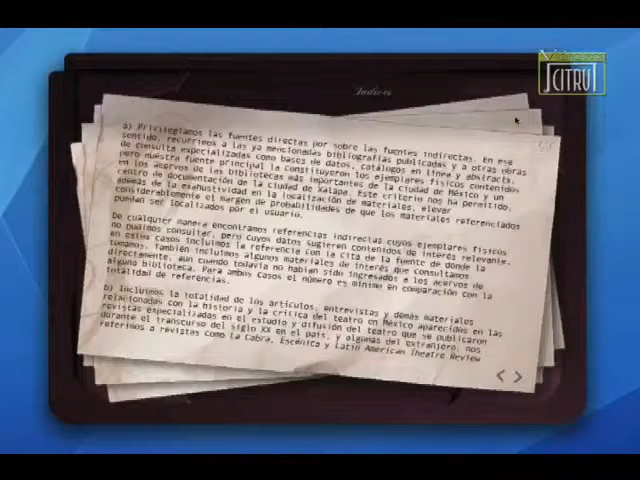 CITRU
Indices
a) Privilegiamos las fuentes directas por sobre las fuentes indirectas. En ese
sentido, recurrimos a las ya mencionadas bibliografías publicadas y a otras obras
de consulta especializadas como bases de datos, catálogos en línea y abstracts,
pero nuestra fuente principal la constituyeron los ejemplares físicos contenidos
en los acervos de las bibliotecas más importantes de la ciudad de México y un
centro de documentación de la ciudad de Xalapa. Este criterio nos ha permitido,
además de la exahustividad en la localización de materiales, elevar
considerablemente el margen de probabilidades de que los materiales referenciados
puedan ser localizados por el usuario.
De cualquier manera encontramos referencias indirectas cuyos ejemplares físicos
no pudimos consultar, pero cuyos datos sugieren contenidos de interés relevante.
en estos casos incluimos la referencia con la cita de la fuente de donde la
tomamos. También incluimos algunos materiales de interés que consultamos
directamente, aun cuando todavía no habían sido ingresados a los acervos de
alguna biblioteca. Para ambos casos el número es mínimo en comparación con la
totalidad de referencias.
b) Incluimos la totalidad de los artículos, entrevistas y demás materiales
relacionados con la historia y la crítica del teatro en México aparecidos en las
revistas especializadas en el estudio y difusión del teatro que se publicaron
durante el transcurso del siglo XX en el país, y algunas del extranjero, nos
referimos a revistas como La Cabra, Escénica y Latin American Theatre Review
< >